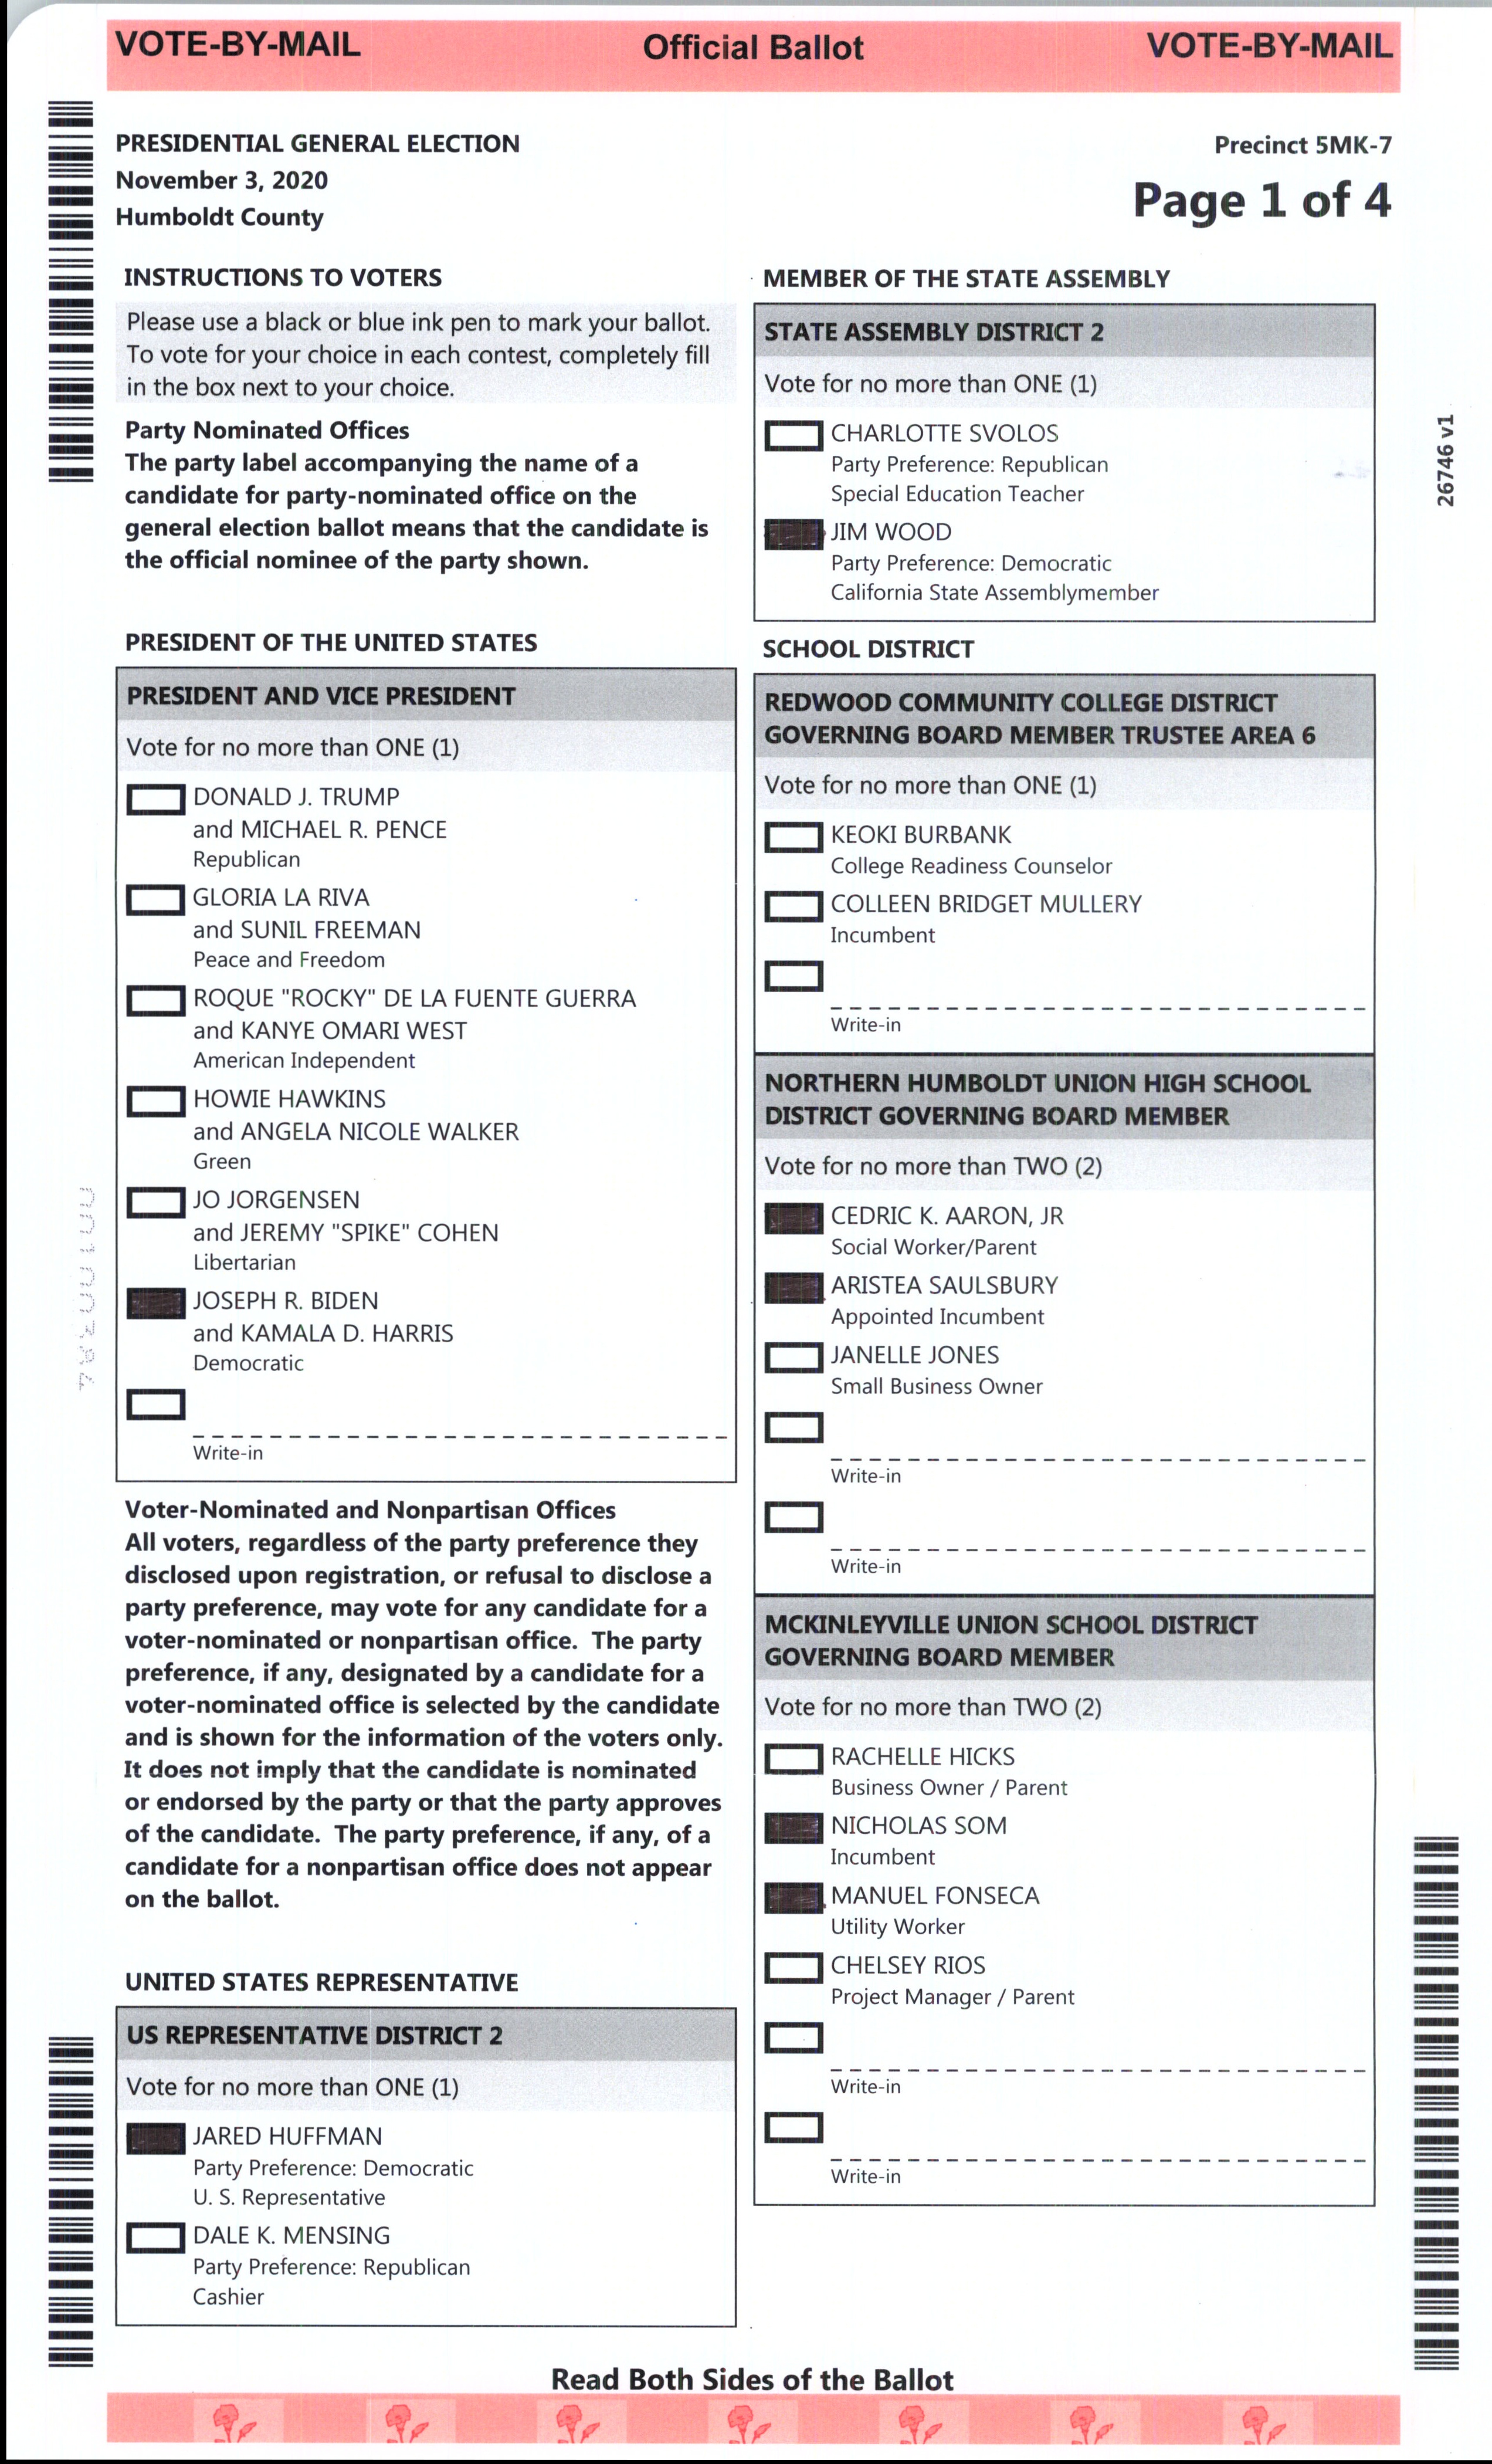 VOTE-BY-MAIL Official Ballot VOTE-BY-MAIL
PRESIDENTIAL GENERAL ELECTION
November 3, 2020
Humboldt County
Precinct 5MK-7
Page 1 of 4
INSTRUCTIONS TO VOTERS
Please use a black or blue ink pen to mark your ballot.
To vote for your choice in each contest, completely fill
in the box next to your choice.
Party Nominated Offices
The party label accompanying the name of a
candidate for party-nominated office on the
general election ballot means that the candidate is
the official nominee of the party shown.
PRESIDENT OF THE UNITED STATES
PRESIDENT AND VICE PRESIDENT
Vote for no more than ONE (1)
DONALD J. TRUMP
and MICHAEL R. PENCE
Republican
GLORIA LA RIVA
and SUNIL FREEMAN
Peace and Freedom
ROQUE "ROCKY" DE LA FUENTE GUERRA
and KANYE OMARI WEST
American Independent
HOWIE HAWKINS
and ANGELA NICOLE WALKER
Green
JO JORGENSEN
and JEREMY "SPIKE" COHEN
Libertarian
JOSEPH R. BIDEN
and KAMALA D. HARRIS
Democratic
Write-in
Voter-Nominated and Nonpartisan Offices
All voters, regardless of the party preference they
disclosed upon registration, or refusal to disclose a
party preference, may vote for any candidate for a
voter-nominated or nonpartisan office. The party
preference, if any, designated by a candidate for a
voter-nominated office is selected by the candidate
and is shown for the information of the voters only.
It does not imply that the candidate is nominated
or endorsed by the party or that the party approves
of the candidate. The party preference, if any, of a
candidate for a nonpartisan office does not appear
on the ballot.
UNITED STATES REPRESENTATIVE
US REPRESENTATIVE DISTRICT 2
Vote for no more than ONE (1)
JARED HUFFMAN
Party Preference: Democratic
U. S. Representative
DALE K. MENSING
Party Preference: Republican
Cashier
MEMBER OF THE STATE ASSEMBLY
STATE ASSEMBLY DISTRICT 2
Vote for no more than ONE (1)
CHARLOTTE SVOLOS
Party Preference: Republican
Special Education Teacher
JIM WOOD
Party Preference: Democratic
California State Assemblymember
SCHOOL DISTRICT
REDWOOD COMMUNITY COLLEGE DISTRICT
GOVERNING BOARD MEMBER TRUSTEE AREA 6
Vote for no more than ONE (1)
KEOKI BURBANK
College Readiness Counselor
COLLEEN BRIDGET MULLERY
Incumbent
Write-in
NORTHERN HUMBOLDT UNION HIGH SCHOOL
DISTRICT GOVERNING BOARD MEMBER
Vote for no more than TWO (2)
CEDRIC K. AARON, JR
Social Worker/Parent
ARISTEA SAULSBURY
Appointed Incumbent
JANELLE JONES
Small Business Owner
Write-in
Write-in
MCKINLEYVILLE UNION SCHOOL DISTRICT
GOVERNING BOARD MEMBER
Vote for no more than TWO (2)
RACHELLE HICKS
Business Owner / Parent
NICHOLAS SOM
Incumbent
MANUEL FONSECA
Utility Worker
CHELSEY RIOS
Project Manager / Parent
Write-in
Write-in
26746 v1
Read Both Sides of the Ballot